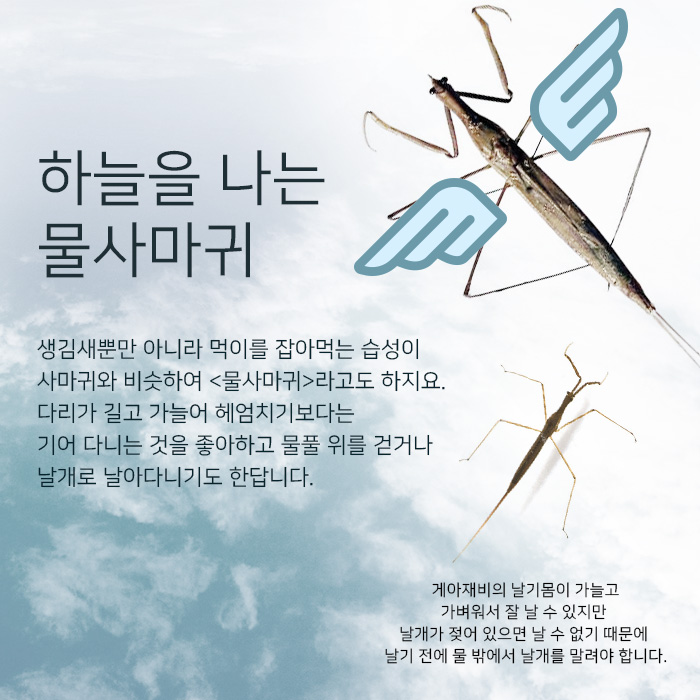 하늘을 나는
물사마귀
생김새뿐만 아니라 먹이를 잡아먹는 습성이
사마귀와 비슷하여 <물사마귀>라고도 하지요.
다리가 길고 가늘어 헤엄치기보다는
기어 다니는 것을 좋아하고 물풀 위를 걷거나
날개로 날아다니기도 한답니다.
게아재비의 날기몸이 가늘고
가벼워서 잘 날 수 있지만
날개가 젖어 있으면 날 수 없기 때문에
날기 전에 물 밖에서 날개를 말려야 합니다.